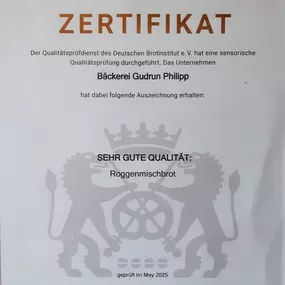 ZERTIFIKAT
Der Qualitätsprüfdienst des Deutschen Brotinstitut e.V. hat eine sensorische
Qualitätsprüfung durchgeführt. Das Unternehmen
Bäckerei Gudrun Philipp
hat dabei folgende Auszeichnung erhalten:
SEHR GUTE QUALITÄT:
Roggenmischbrot
geprüft im May 2025